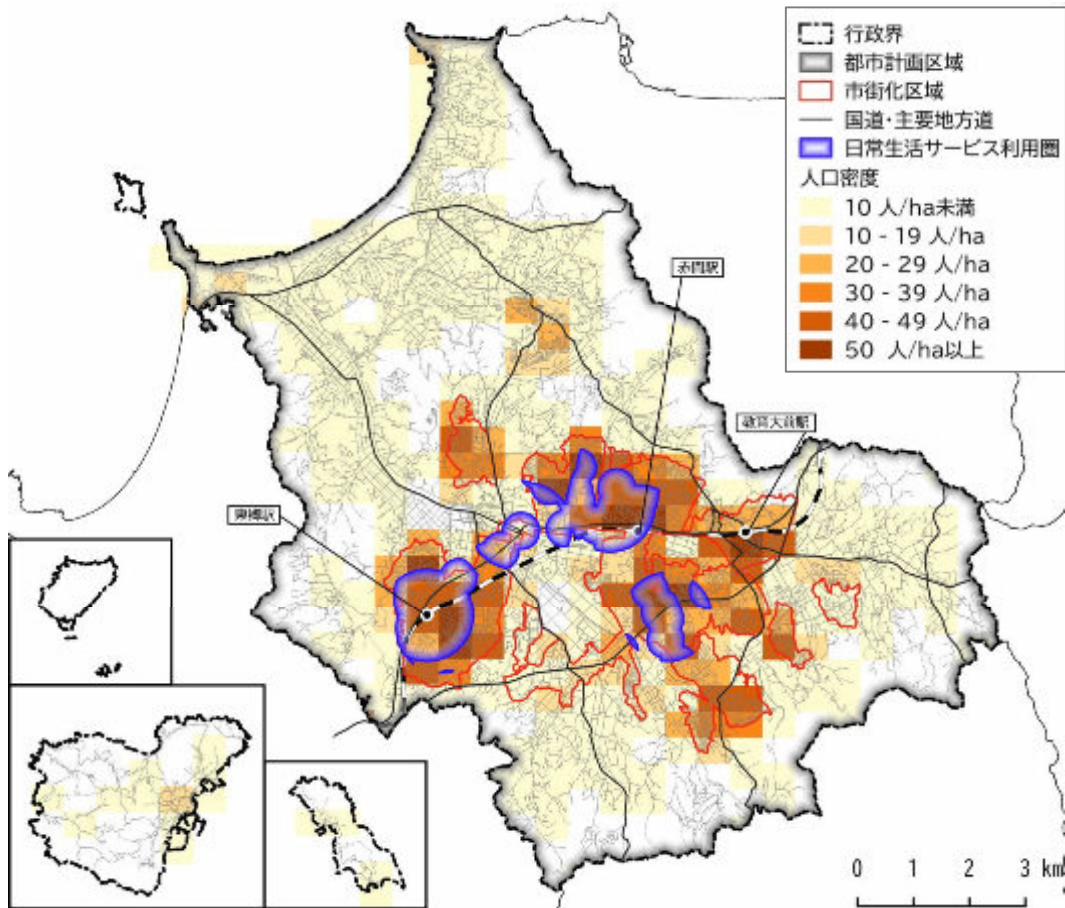 行政界
都市計画区域
市街化区域
国道・主要地方道
日常生活サービス利用圏
人口密度
10 人/ha未満
10 - 19 人/ha
20 - 29 人/ha
30 - 39 人/ha
40 - 49 人/ha
50 人/ha以上
赤間駅
教育大前駅
東郷駅
0 1 2 3 km